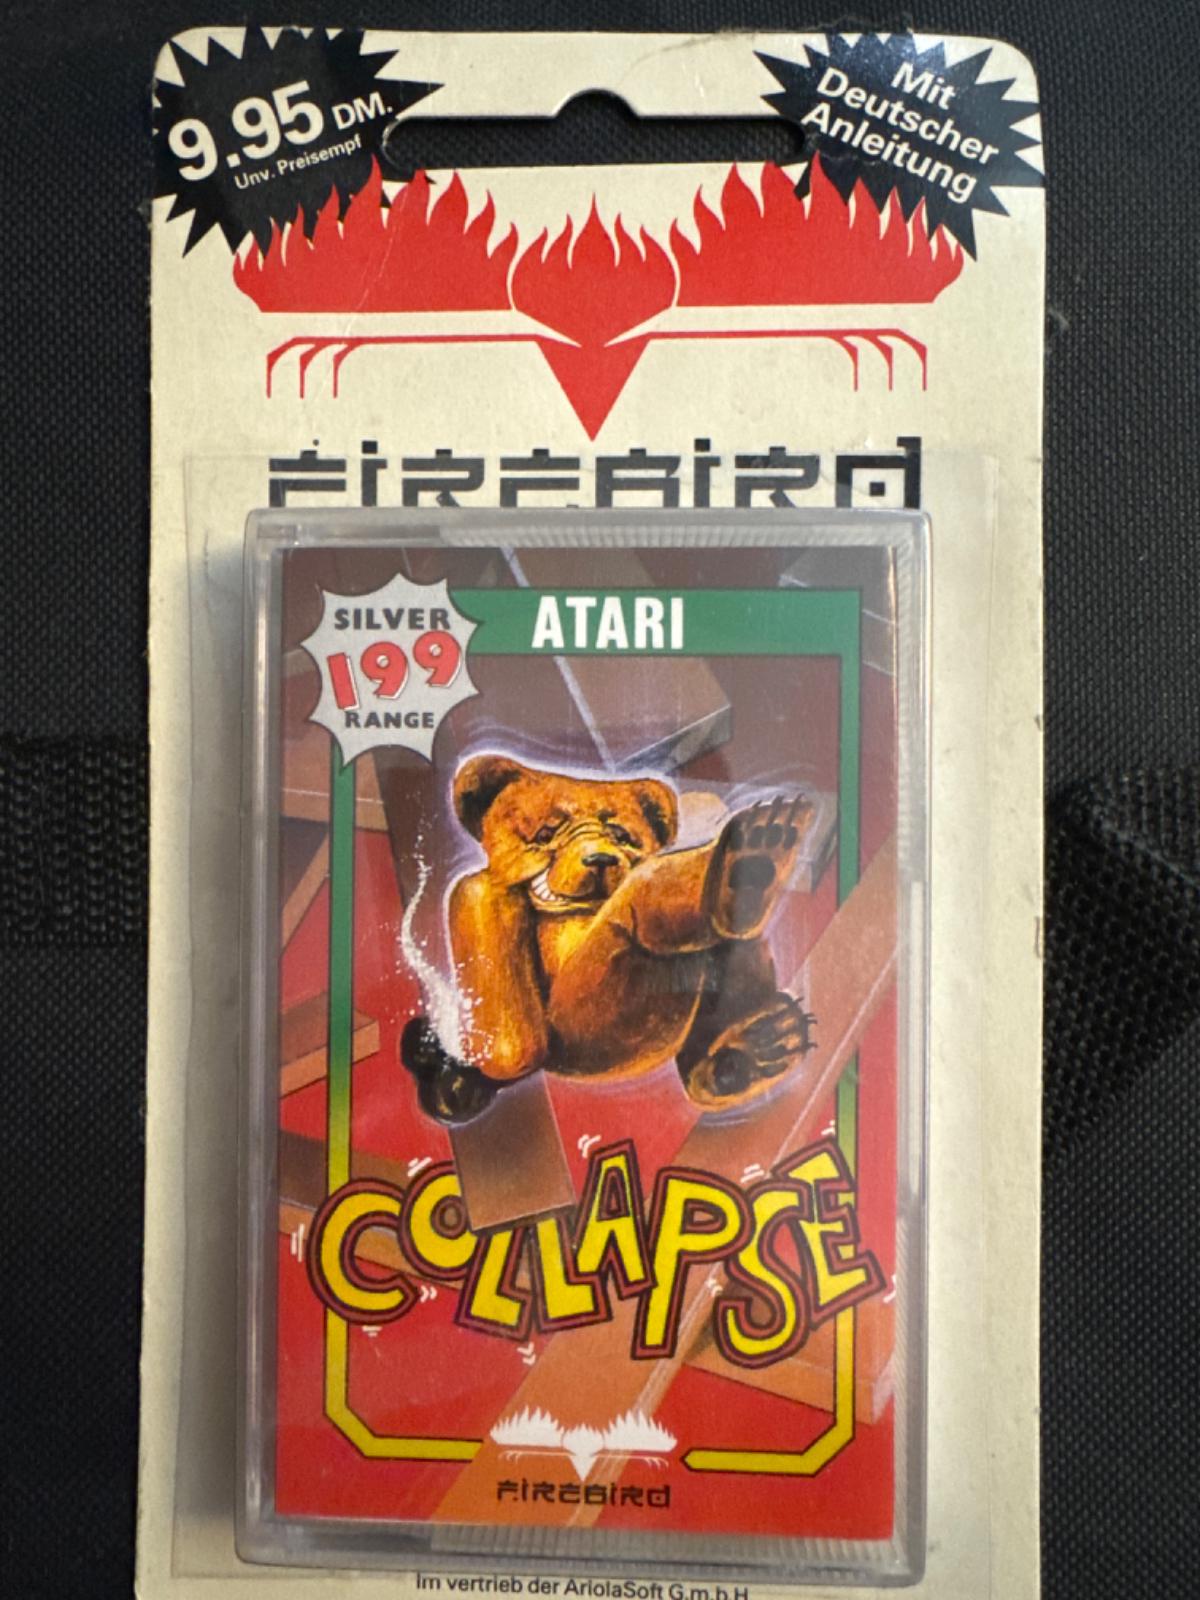 9.95 DM.
Unv. Preisempf
Mit
Deutscher
Anleitung
FIREBIRD
SILVER
199
RANGE
ATARI
COLLAPSE
FIREBIRD
Im vertrieb der AriolaSoft G.m.b.H